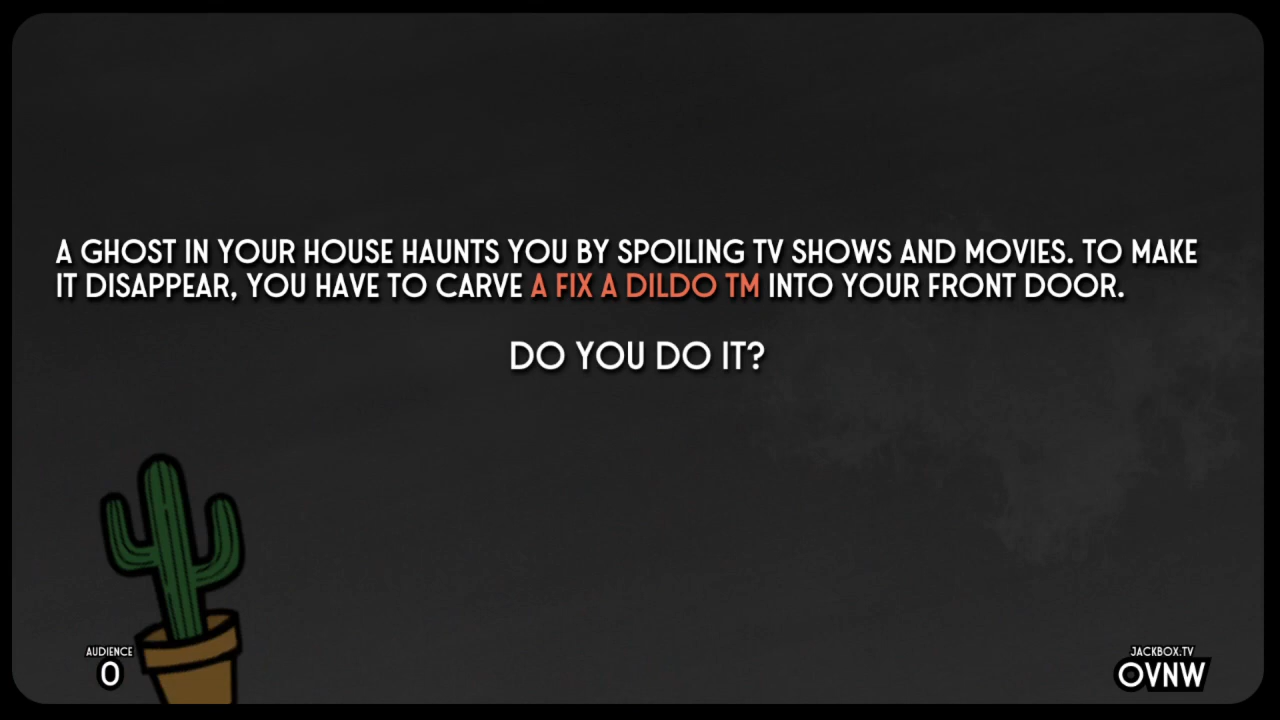 A GHOST IN YOUR HOUSE HAUNTS YOU BY SPOILING TV SHOWS AND MOVIES. TO MAKE
IT DISAPPEAR, YOU HAVE TO CARVE A FIX A DILDO TM INTO YOUR FRONT DOOR.
DO YOU DO IT?
AUDIENCE
0
JACKBOX.TV
OVNW